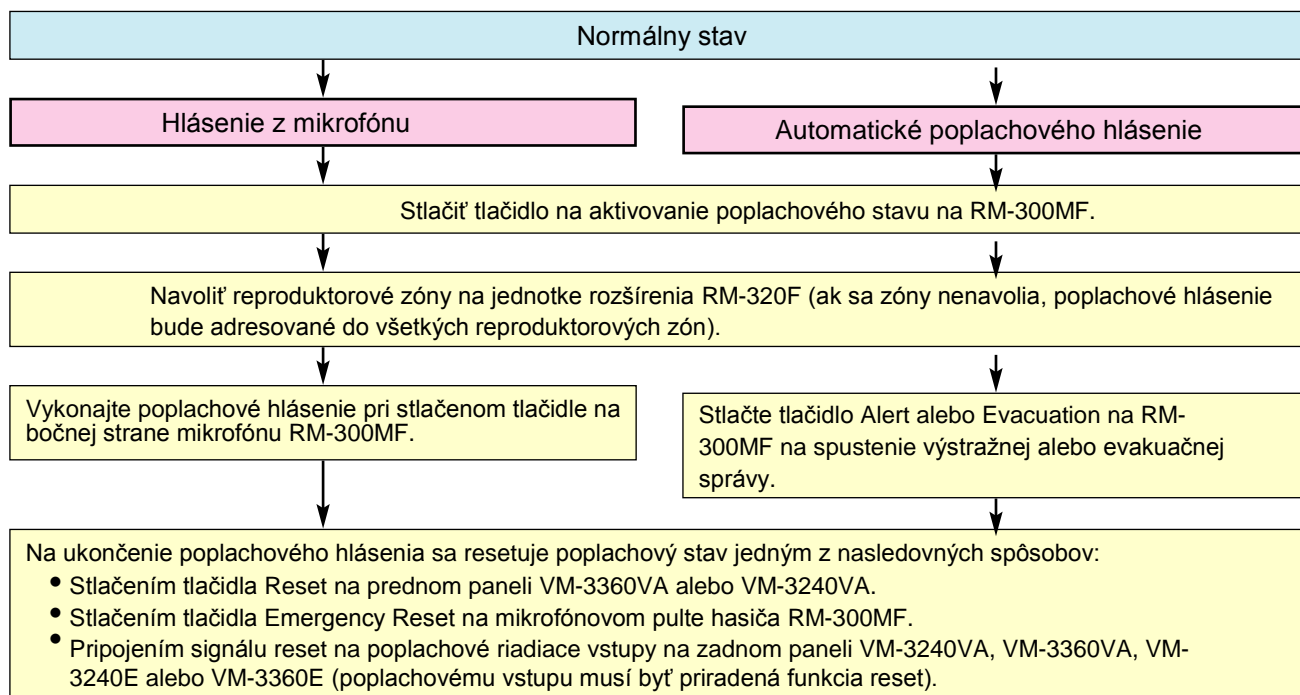 Normálny stav
Hlásenie z mikrofónu
Automatické poplachového hlásenie
Stlačiť tlačidlo na aktivovanie poplachového stavu na RM-300MF.
Navoliť reproduktorové zóny na jednotke rozšírenia RM-320F (ak sa zóny nenavolia, poplachové hlásenie
bude adresované do všetkých reproduktorových zón).
Vykonajte poplachové hlásenie pri stlačenom tlačidle na
bočnej strane mikrofónu RM-300MF.
Stlačte tlačidlo Alert alebo Evacuation na RM-
300MF na spustenie výstražnej alebo evakuačnej
správy.
Na ukončenie poplachového hlásenia sa resetuje poplachový stav jedným z nasledovných spôsobov:
• Stlačením tlačidla Reset na prednom paneli VM-3360VA alebo VM-3240VA.
• Stlačením tlačidla Emergency Reset na mikrofónovom pulte hasiča RM-300MF.
• Pripojením signálu reset na poplachové riadiace vstupy na zadnom paneli VM-3240VA, VM-3360VA, VM-
3240E alebo VM-3360E (poplachovému vstupu musí byť priradená funkcia reset).